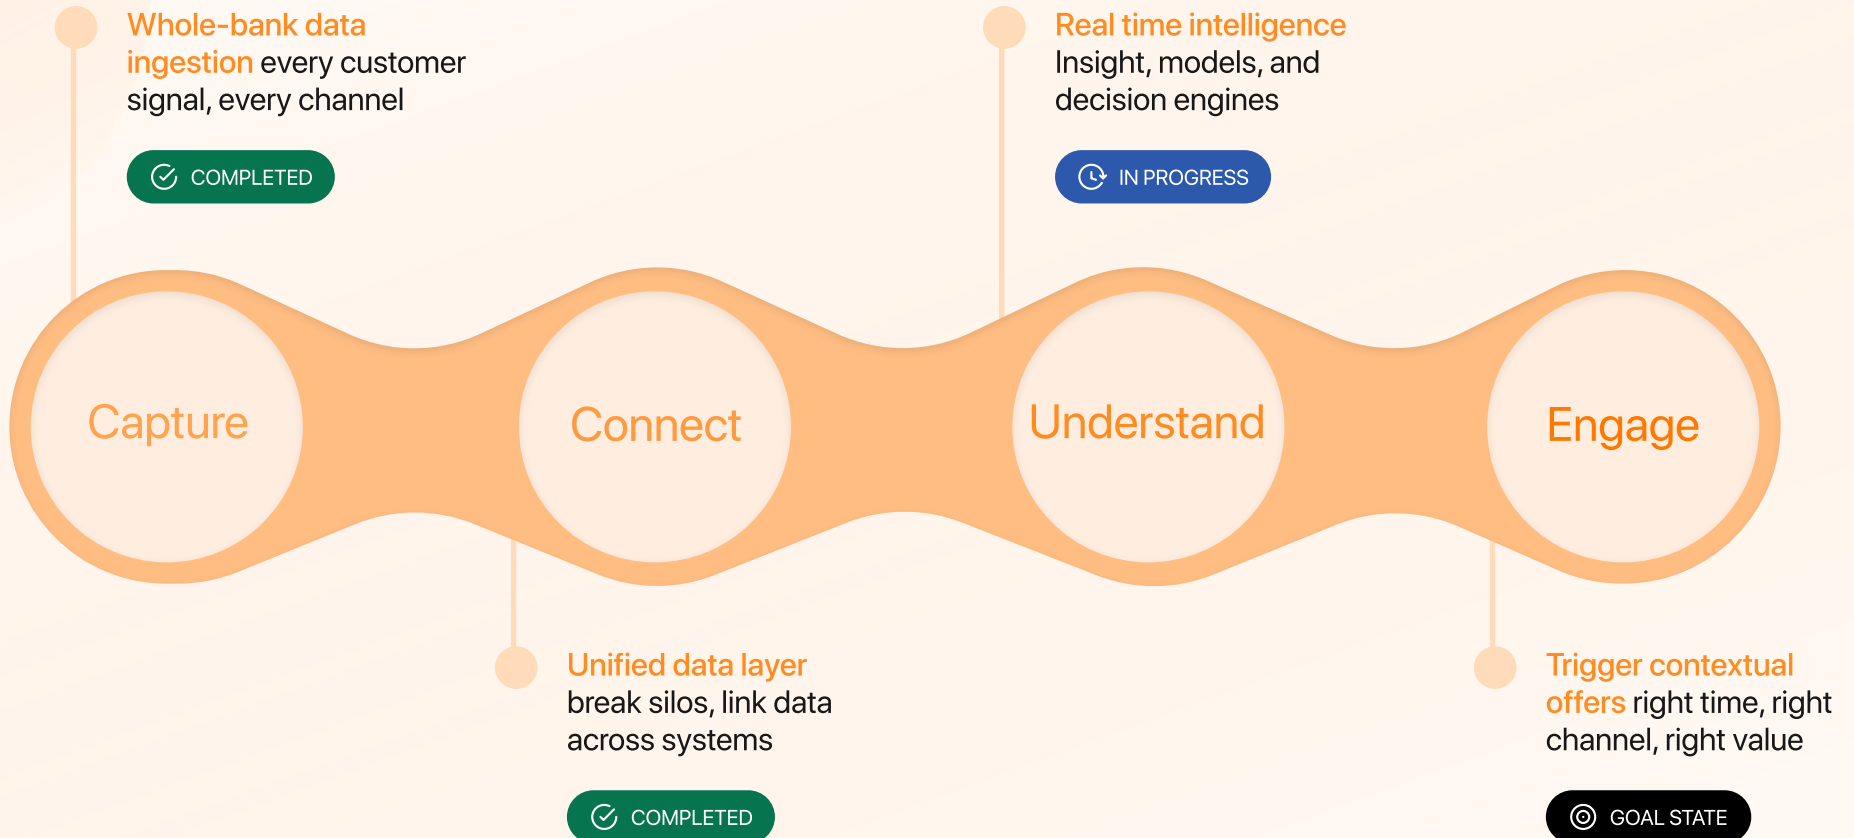 Whole-bank data
ingestion every customer
signal, every channel
COMPLETED
Real time intelligence
Insight, models, and
decision engines
IN PROGRESS
Capture
Connect
Understand
Engage
Unified data layer
break silos, link data
across systems
COMPLETED
Trigger contextual
offers right time, right
channel, right value
GOAL STATE